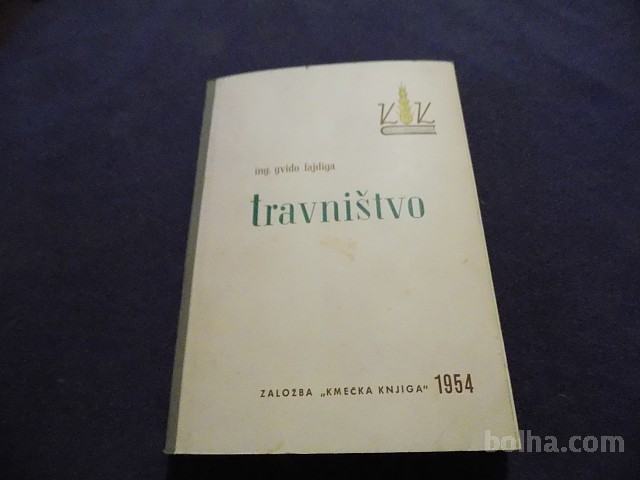 K K
ing. gvido fajdiga
travništvo
ZALOŽBA „KMEČKA KNJIGA" 1954
bolha.com